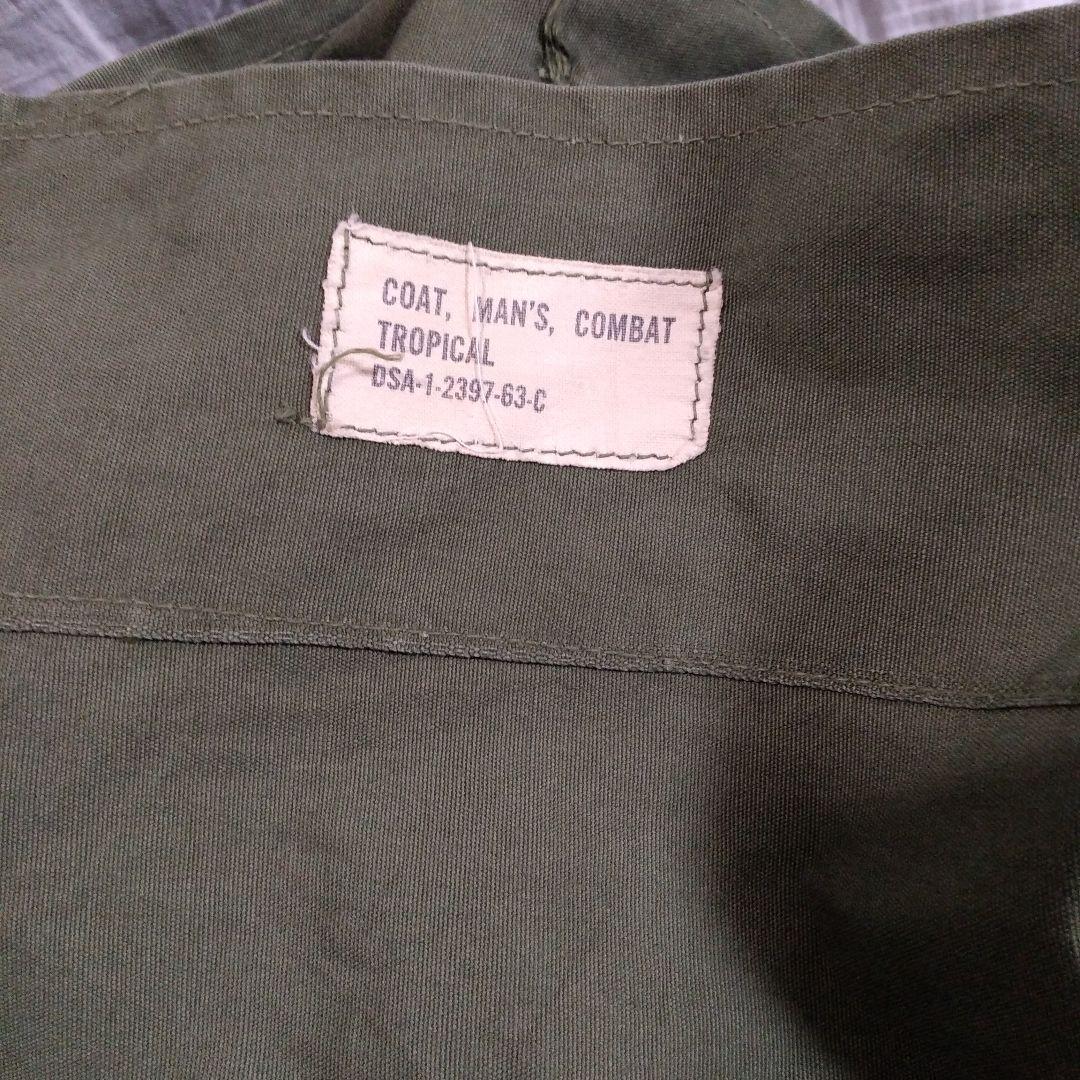 COAT, MAN'S, COMBAT
TROPICAL
DSA-1-2397-63-C